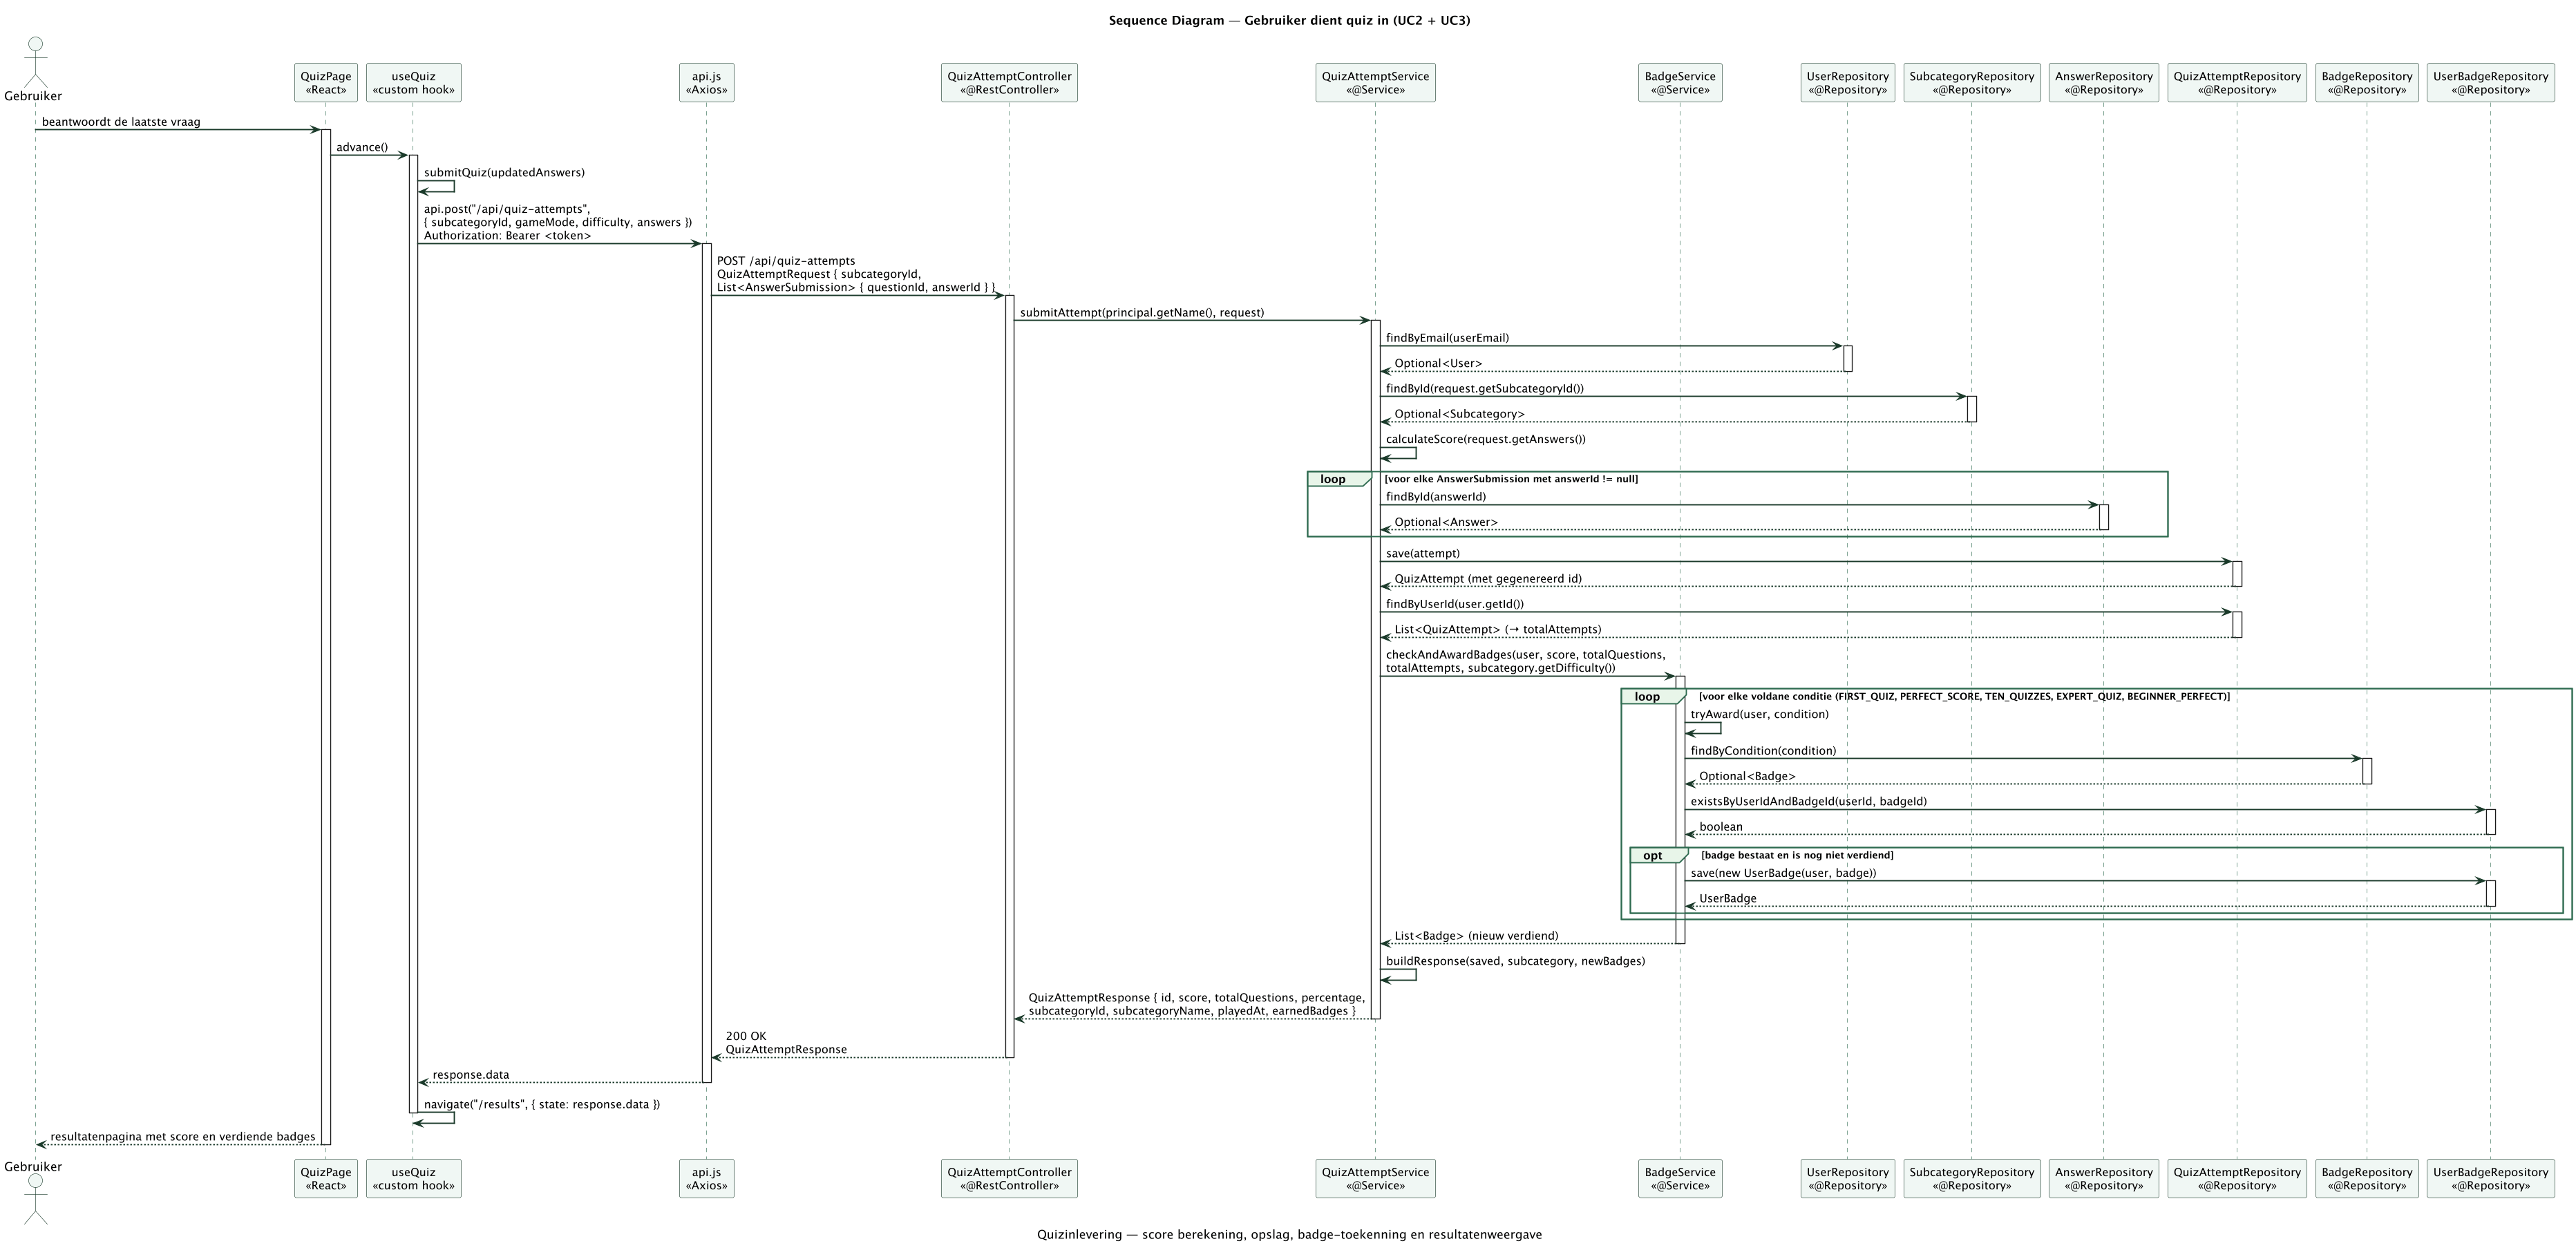 Sequence Diagram — Gebruiker dient quiz in (UC2 + UC3)
Gebruiker
QuizPage
«React»
useQuiz
«custom hook»
api.js
«Axios»
QuizAttemptController
«@RestController»
QuizAttemptService
«@Service»
BadgeService
«@Service»
UserRepository
«@Repository»
SubcategoryRepository
«@Repository»
AnswerRepository
«@Repository»
QuizAttemptRepository
«@Repository»
BadgeRepository
«@Repository»
UserBadgeRepository
«@Repository»
beantwoordt de laatste vraag
advance()
submitQuiz(updatedAnswers)
api.post("/api/quiz-attempts",
{ subcategoryId, gameMode, difficulty, answers })
Authorization: Bearer <token>
POST /api/quiz-attempts
QuizAttemptRequest { subcategoryId,
List<AnswerSubmission> { questionId, answerId } }
submitAttempt(principal.getName(), request)
findByEmail(userEmail)
Optional<User>
findById(request.getSubcategoryId())
Optional<Subcategory>
calculateScore(request.getAnswers())
loop [voor elke AnswerSubmission met answerId != null]
findById(answerId)
Optional<Answer>
save(attempt)
QuizAttempt (met gegenereerd id)
findByUserId(user.getId())
List<QuizAttempt> (→ totalAttempts)
checkAndAwardBadges(user, score, totalQuestions,
totalAttempts, subcategory.getDifficulty())
loop [voor elke voldane conditie (FIRST_QUIZ, PERFECT_SCORE, TEN_QUIZZES, EXPERT_QUIZ, BEGINNER_PERFECT)]
tryAward(user, condition)
findByCondition(condition)
Optional<Badge>
existsByUserIdAndBadgeId(userId, badgeId)
boolean
opt [badge bestaat en is nog niet verdiend]
save(new UserBadge(user, badge))
UserBadge
List<Badge> (nieuw verdiend)
buildResponse(saved, subcategory, newBadges)
QuizAttemptResponse { id, score, totalQuestions, percentage,
subcategoryId, subcategoryName, playedAt, earnedBadges }
200 OK
QuizAttemptResponse
response.data
navigate("/results", { state: response.data })
resultatenpagina met score en verdiende badges
Gebruiker
QuizPage
«React»
useQuiz
«custom hook»
api.js
«Axios»
QuizAttemptController
«@RestController»
QuizAttemptService
«@Service»
BadgeService
«@Service»
UserRepository
«@Repository»
SubcategoryRepository
«@Repository»
AnswerRepository
«@Repository»
QuizAttemptRepository
«@Repository»
BadgeRepository
«@Repository»
UserBadgeRepository
«@Repository»
Quizinlevering — score berekening, opslag, badge-toekenning en resultatenweergave